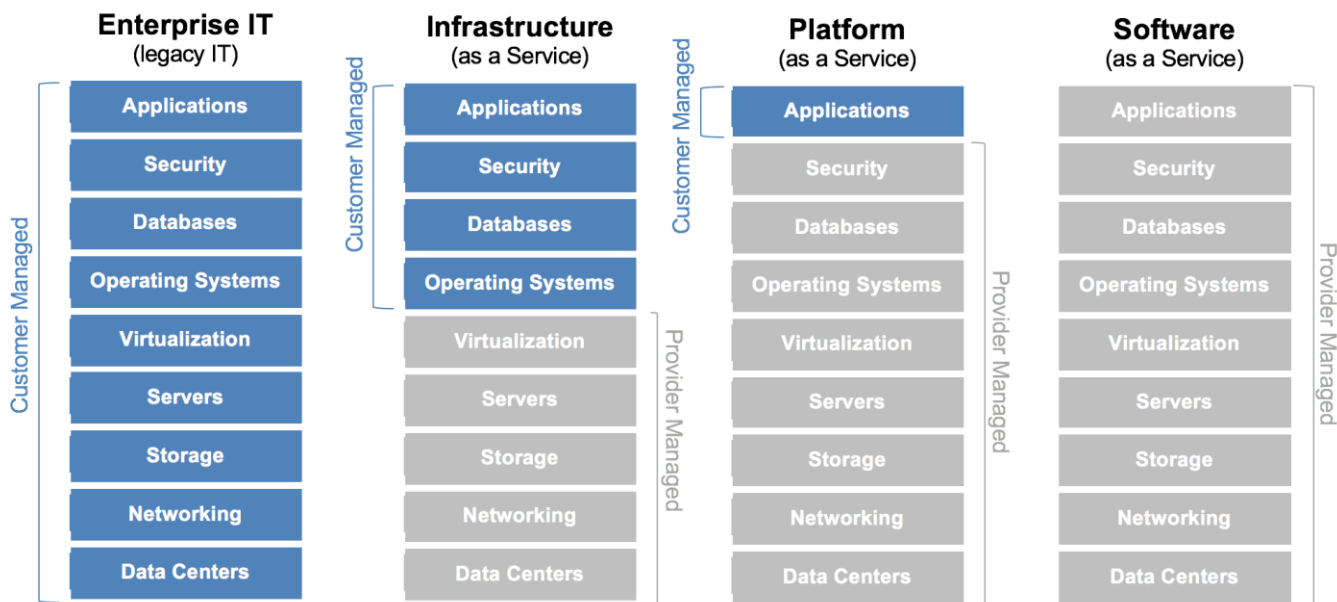 Enterprise IT
(legacy IT)
Customer Managed
Applications
Security
Databases
Operating Systems
Virtualization
Servers
Storage
Networking
Data Centers
Infrastructure
(as a Service)
Customer Managed
Applications
Security
Databases
Operating Systems
Virtualization
Servers
Storage
Networking
Data Centers
Provider Managed
Platform
(as a Service)
Customer Managed
Applications
Security
Databases
Operating Systems
Virtualization
Servers
Storage
Networking
Data Centers
Provider Managed
Software
(as a Service)
Applications
Security
Databases
Operating Systems
Virtualization
Servers
Storage
Networking
Data Centers
Provider Managed